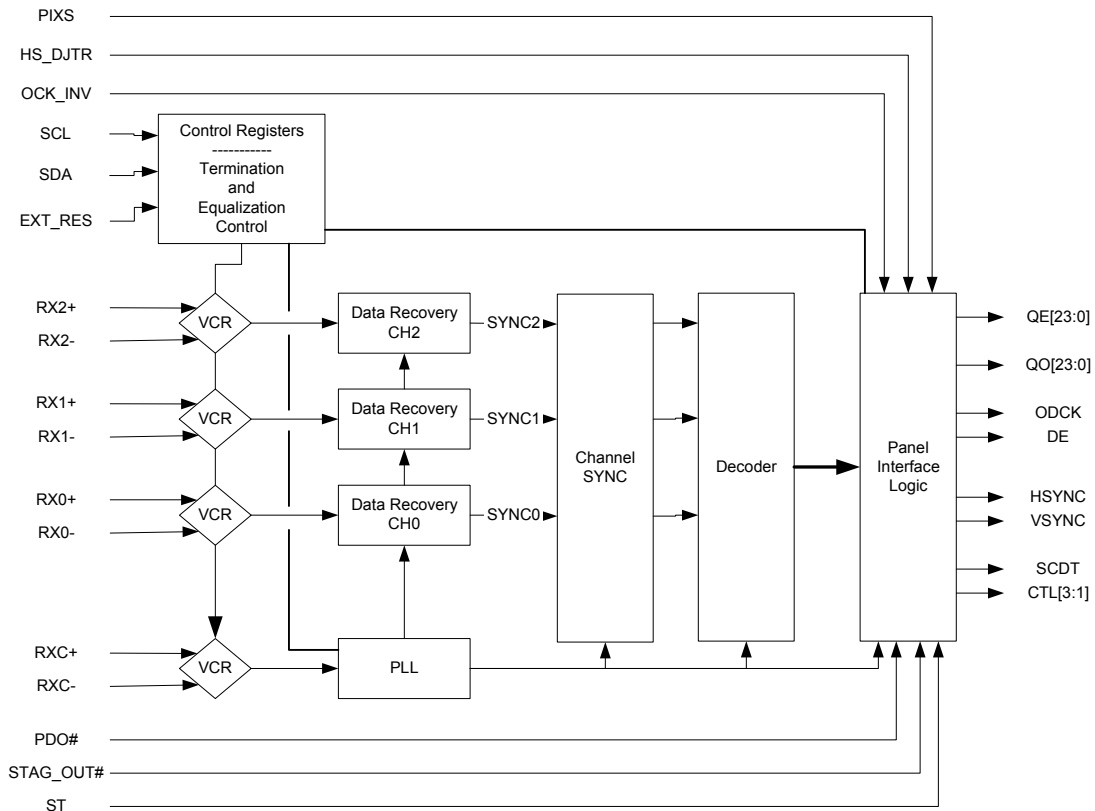 PIXS
HS_DJTR
OCK_INV
SCL
SDA
EXT_RES
Control Registers
-----------
Termination
and
Equalization
Control
RX2+
RX2-
VCR
Data Recovery
CH2
SYNC2
RX1+
RX1-
VCR
Data Recovery
CH1
SYNC1
RX0+
RX0-
VCR
Data Recovery
CH0
SYNC0
RXC+
RXC-
VCR
PLL
Channel
SYNC
Decoder
Panel
Interface
Logic
QE[23:0]
QO[23:0]
ODCK
DE
HSYNC
VSYNC
SCDT
CTL[3:1]
PDO#
STAG_OUT#
ST